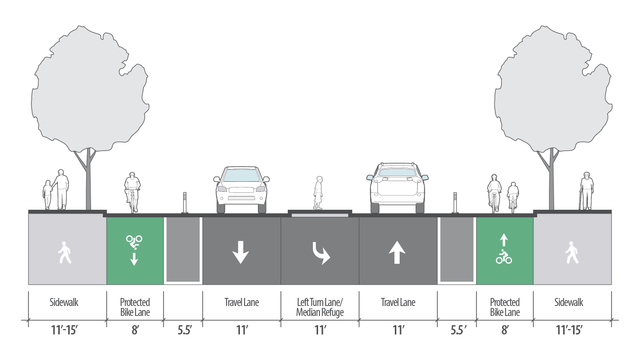 Sidewalk
Protected
Bike Lane
Travel Lane
Left Turn Lane/
Median Refuge
Travel Lane
Protected
Bike Lane
Sidewalk
11'-15' 8' 5.5' 11' 11' 11' 5.5' 8' 11'-15'